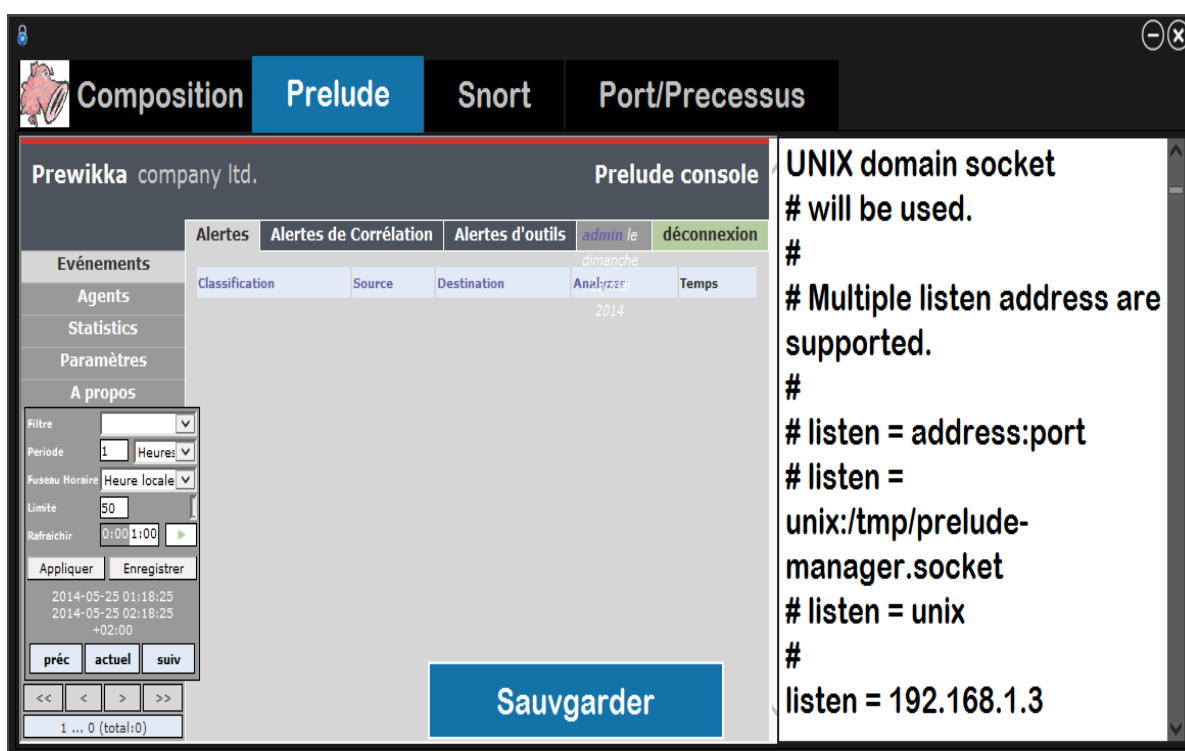 Composition Prelude Snort Port/Precessus
Prewikka company ltd.
Prelude console
Alertes Alertes de Corrélation Alertes d'outils admin le déconnexion
dimanche
2014
Evénements
Agents
Statistics
Paramètres
A propos
Classification Source Destination Analyzer Temps
Filtre
Periode 1 Heures
Fuseau Horaire Heure locale
Limite 50
Rafraichir 0:00 1:00
Appliquer Enregistrer
2014-05-25 01:18:25
2014-05-25 02:18:25
+02:00
préc actuel suiv
<< < > >>
1 ... 0 (total:0)
Sauvgarder
UNIX domain socket
# will be used.
#
# Multiple listen address are
supported.
#
# listen = address:port
# listen =
unix:/tmp/prelude-
manager.socket
# listen = unix
#
listen = 192.168.1.3